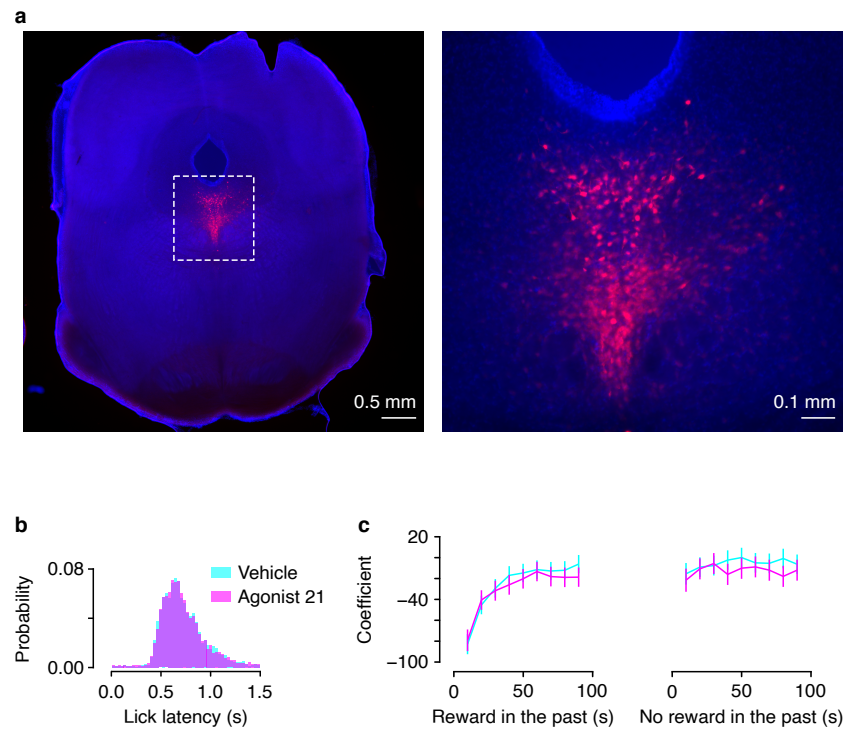 a
0.5 mm
0.1 mm
b
0.08
Probability
0.00
0.0 0.5 1.0 1.5
Lick latency (s)
Vehicle
Agonist 21
c
20
−40
−100
Coefficient
0 50 100
Reward in the past (s)
0 50 100
No reward in the past (s)